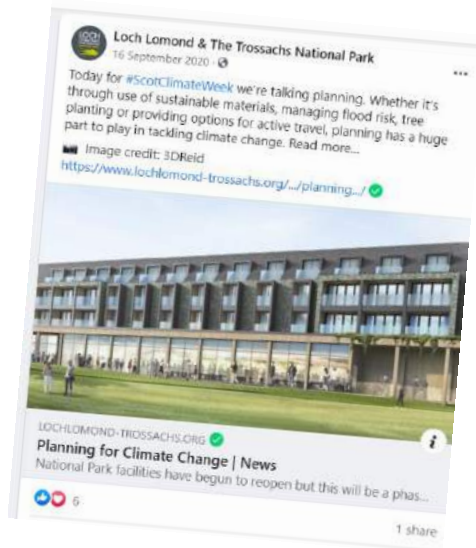 LOCH
Loch Lomond & The Trossachs National Park
16 September 2020 ·
Today for #ScotClimateWeek we're talking planning. Whether it's
through use of sustainable materials, managing flood risk, tree
planting or providing options for active travel, planning has a huge
part to play in tackling climate change. Read more...
Image credit: 3DReid
https://www.lochlomond-trossachs.org/.../planning.../
LOCHLOMOND-TROSSACHS.ORG
i
Planning for Climate Change | News
National Park facilities have begun to reopen but this will be a phas...
6
1 share